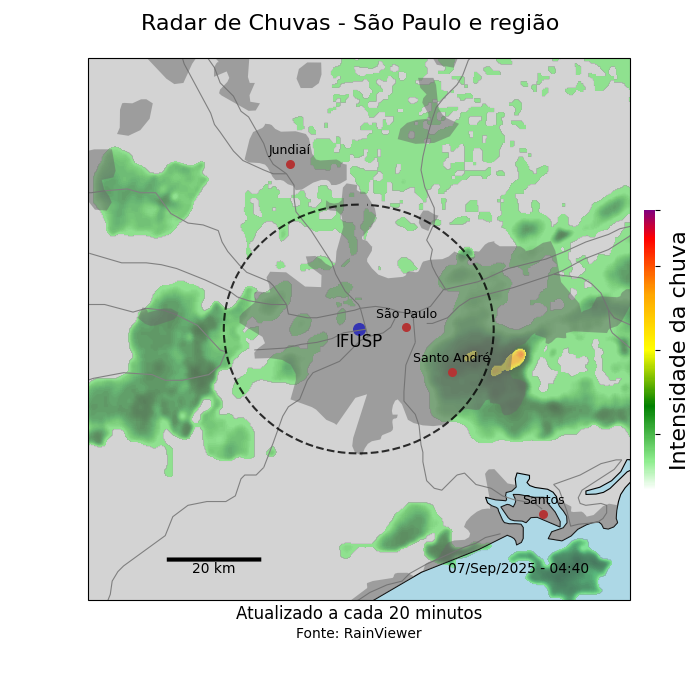 Radar de Chuvas - São Paulo e região
Jundiaí
São Paulo
IFUSP
Santo André
Intensidade da chuva
Santos
20 km
07/Sep/2025 - 04:40
Atualizado a cada 20 minutos
Fonte: RainViewer